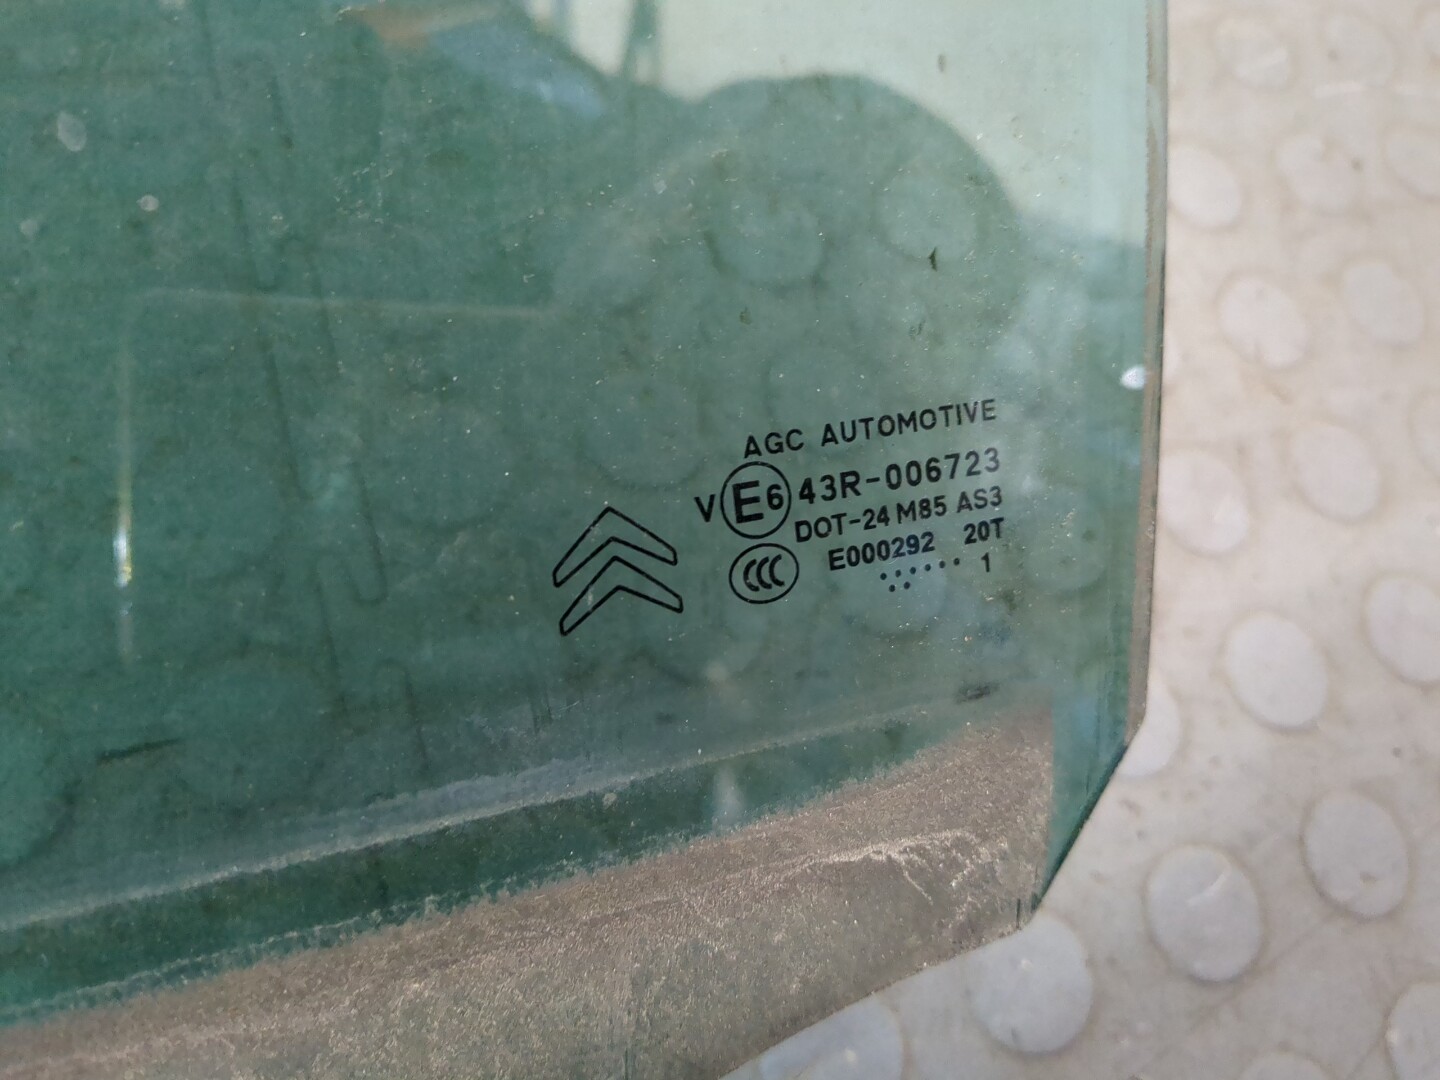 AGC AUTOMOTIVE
V E6 43R-006723
DOT-24 M85 AS3
CCC E000292 20T
....... 1
..